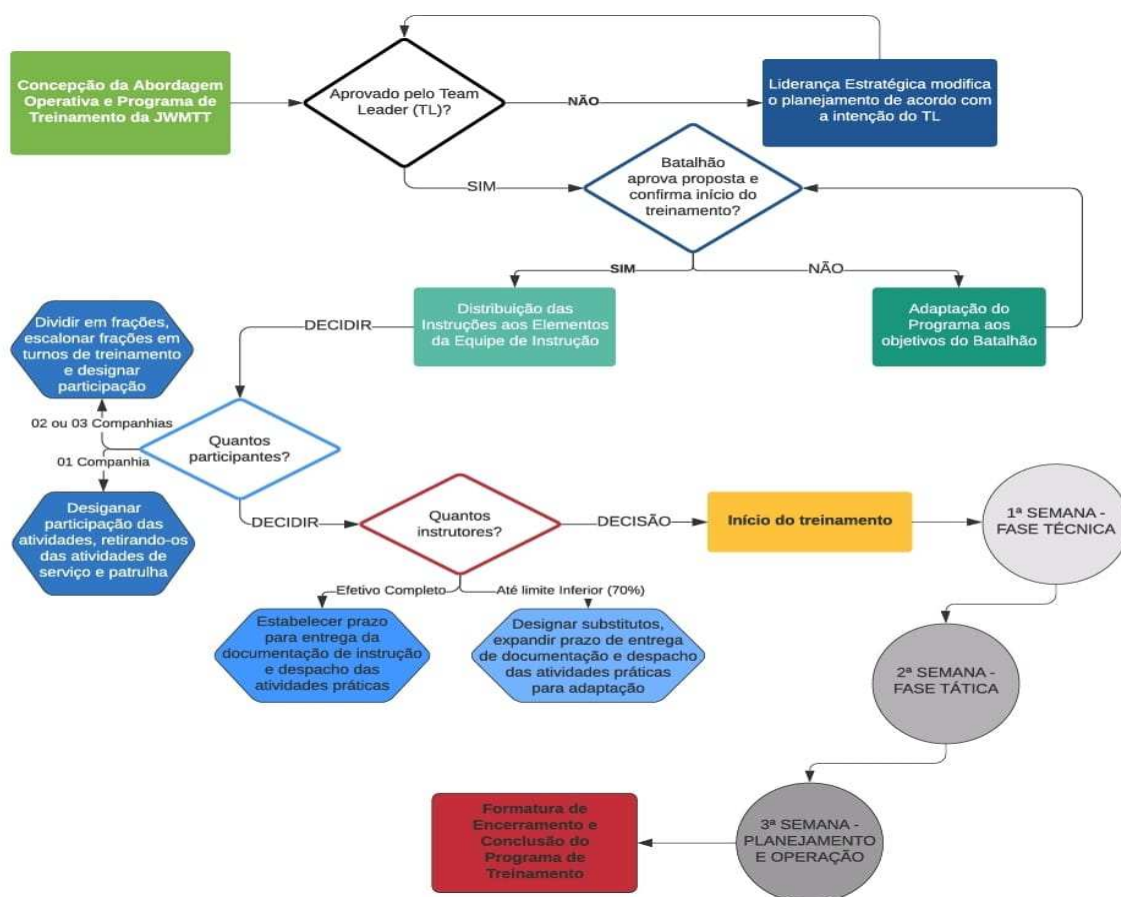 Concepção da Abordagem
Operativa e Programa de
Treinamento da JWMTT
Aprovado pelo Team
Leader (TL)?
NÃO
Liderança Estratégica modifica
o planejamento de acordo com
a intenção do TL
SIM
Batalhão
aprova proposta e
confirma início do
treinamento?
SIM
NÃO
Distribuição das
Instruções aos Elementos
da Equipe de Instrução
Adaptação do
Programa aos
objetivos do Batalhão
DECIDIR
Dividir em frações,
escalonar frações em
turnos de treinamento
e designar
participação
02 ou 03 Companhias
Quantos
participantes?
01 Companhia
Desiganar
participação das
atividades, retirando-os
das atividades de
serviço e patrulha
DECIDIR
Quantos
instrutores?
DECISÃO
Início do treinamento
1ª SEMANA -
FASE TÉCNICA
Efetivo Completo
Até limite Inferior (70%)
Estabelecer prazo
para entrega da
documentação de instrução
e despacho das
atividades práticas
Designar substitutos,
expandir prazo de entrega
de documentação e despacho
das atividades práticas
para adaptação
2ª SEMANA -
FASE TÁTICA
3ª SEMANA -
PLANEJAMENTO
E OPERAÇÃO
Formatura de
Encerramento e
Conclusão do
Programa de
Treinamento